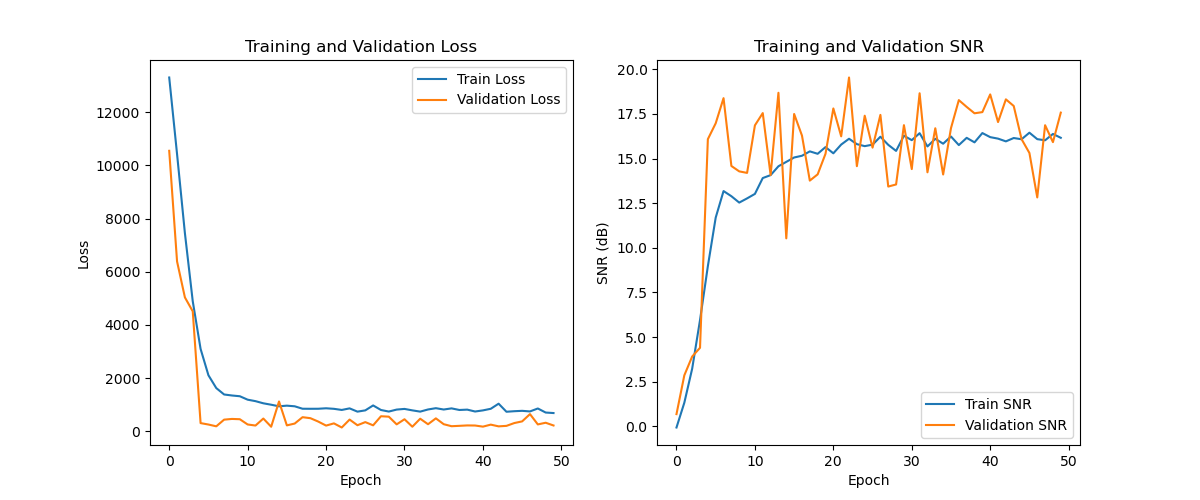 Training and Validation Loss
Train Loss
Validation Loss
12000
10000
8000
6000
4000
2000
0
Loss
0 10 20 30 40 50
Epoch
Training and Validation SNR
20.0
17.5
15.0
12.5
10.0
7.5
5.0
2.5
0.0
SNR (dB)
Train SNR
Validation SNR
0 10 20 30 40 50
Epoch